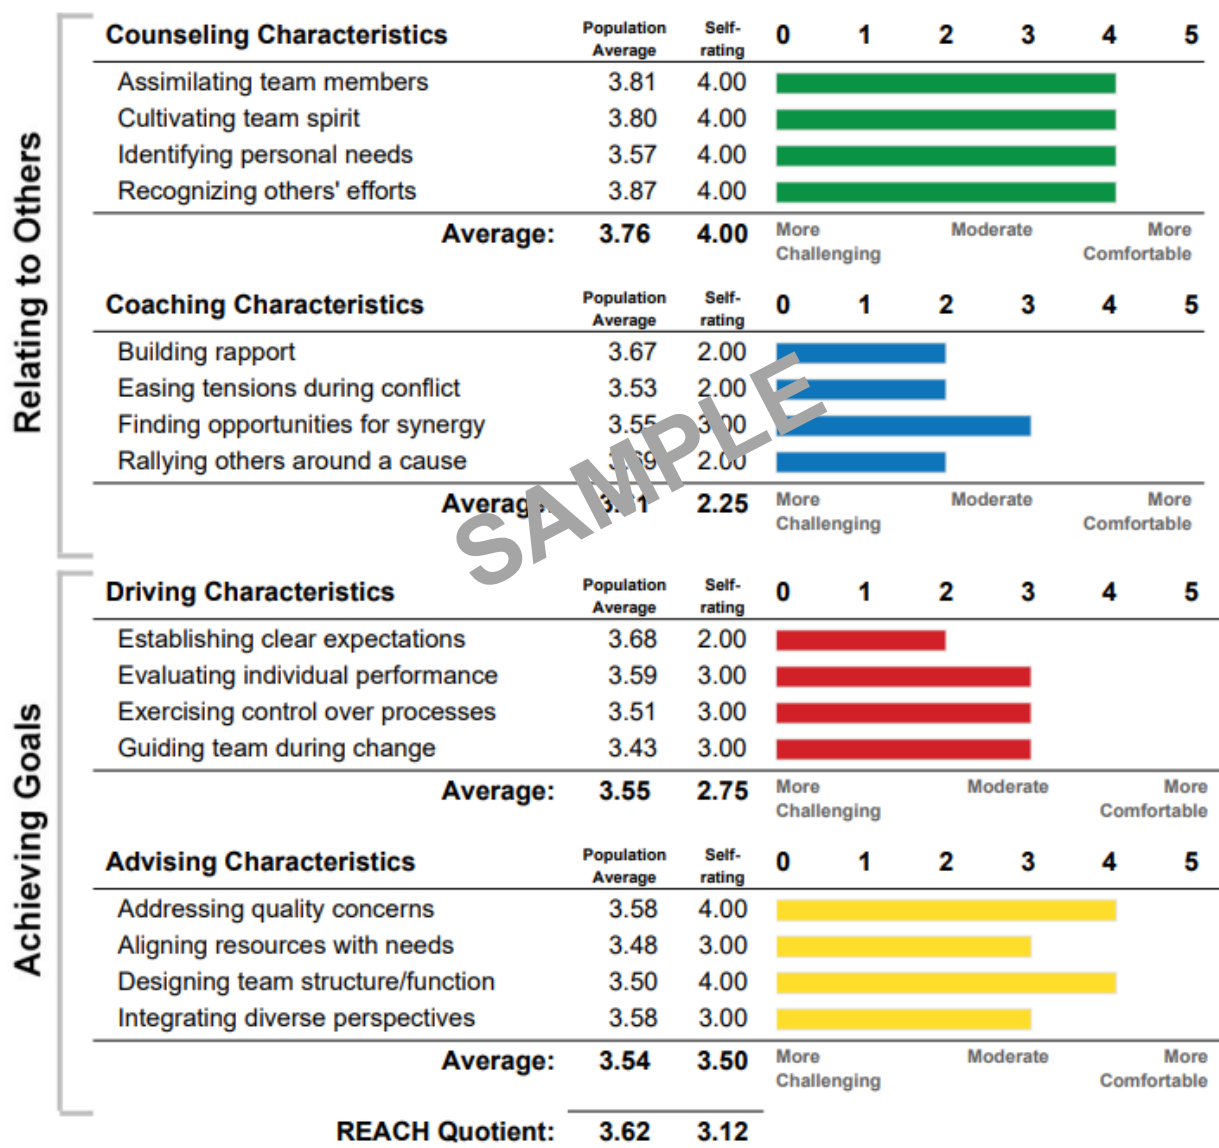 Relating to Others
Counseling Characteristics Population Average Self-rating 0 1 2 3 4 5
Assimilating team members 3.81 4.00
Cultivating team spirit 3.80 4.00
Identifying personal needs 3.57 4.00
Recognizing others' efforts 3.87 4.00
Average: 3.76 4.00 More Challenging Moderate More Comfortable
Coaching Characteristics Population Average Self-rating 0 1 2 3 4 5
Building rapport 3.67 2.00
Easing tensions during conflict 3.53 2.00
Finding opportunities for synergy 3.55 3.00
Rallying others around a cause 3.69 2.00
Average: 2.25 More Challenging Moderate More Comfortable
SAMPLE
Achieving Goals
Driving Characteristics Population Average Self-rating 0 1 2 3 4 5
Establishing clear expectations 3.68 2.00
Evaluating individual performance 3.59 3.00
Exercising control over processes 3.51 3.00
Guiding team during change 3.43 3.00
Average: 3.55 2.75 More Challenging Moderate More Comfortable
Advising Characteristics Population Average Self-rating 0 1 2 3 4 5
Addressing quality concerns 3.58 4.00
Aligning resources with needs 3.48 3.00
Designing team structure/function 3.50 4.00
Integrating diverse perspectives 3.58 3.00
Average: 3.54 3.50 More Challenging Moderate More Comfortable
REACH Quotient: 3.62 3.12